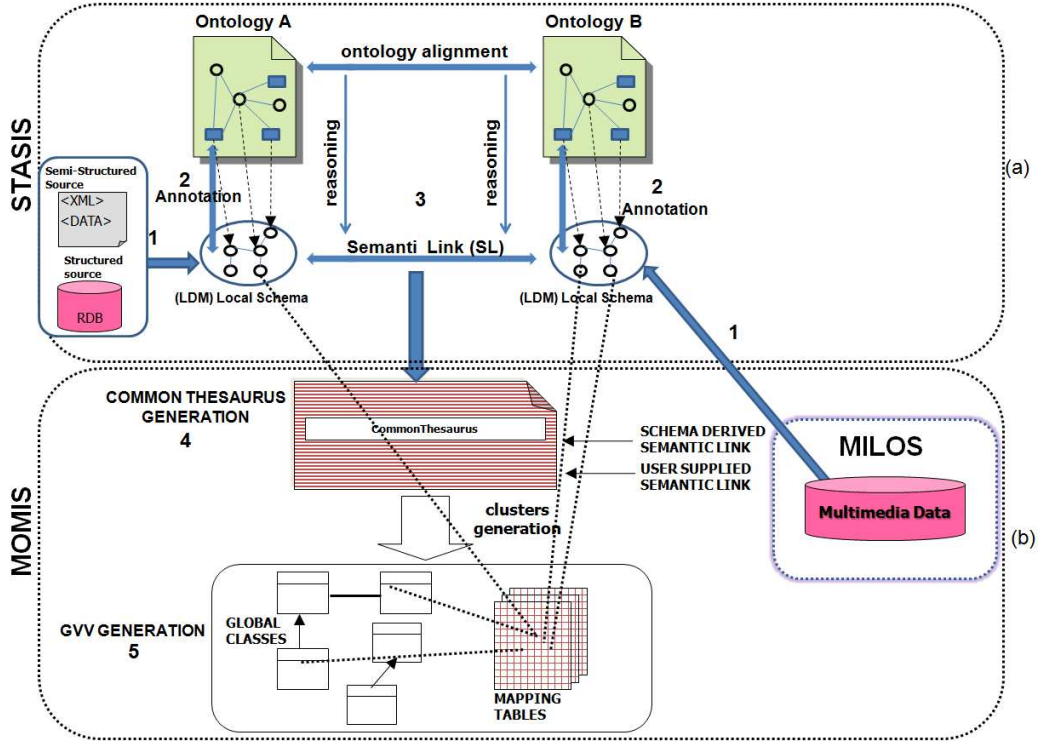 Ontology A
Ontology B
ontology alignment
STASIS
reasoning
reasoning
(a)
Semi-Structured
Source
<XML>
<DATA>
Structured
source
RDB
1
2
Annotation
3
2
Annotation
Semanti Link (SL)
(LDM) Local Schema
(LDM) Local Schema
1
MOMIS
COMMON THESAURUS
GENERATION
4
CommonThesaurus
SCHEMA DERIVED
SEMANTIC LINK
USER SUPPLIED
SEMANTIC LINK
MILOS
Multimedia Data
(b)
clusters
generation
GVV GENERATION
5
GLOBAL
CLASSES
MAPPING
TABLES